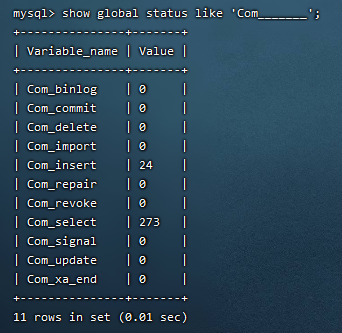 mysql> show global status like 'Com_______';
+---------------+-------+
| Variable_name | Value |
+---------------+-------+
| Com_binlog    | 0     |
| Com_commit    | 0     |
| Com_delete    | 0     |
| Com_import    | 0     |
| Com_insert    | 24    |
| Com_repair    | 0     |
| Com_revoke    | 0     |
| Com_select    | 273   |
| Com_signal    | 0     |
| Com_update    | 0     |
| Com_xa_end    | 0     |
+---------------+-------+
11 rows in set (0.01 sec)